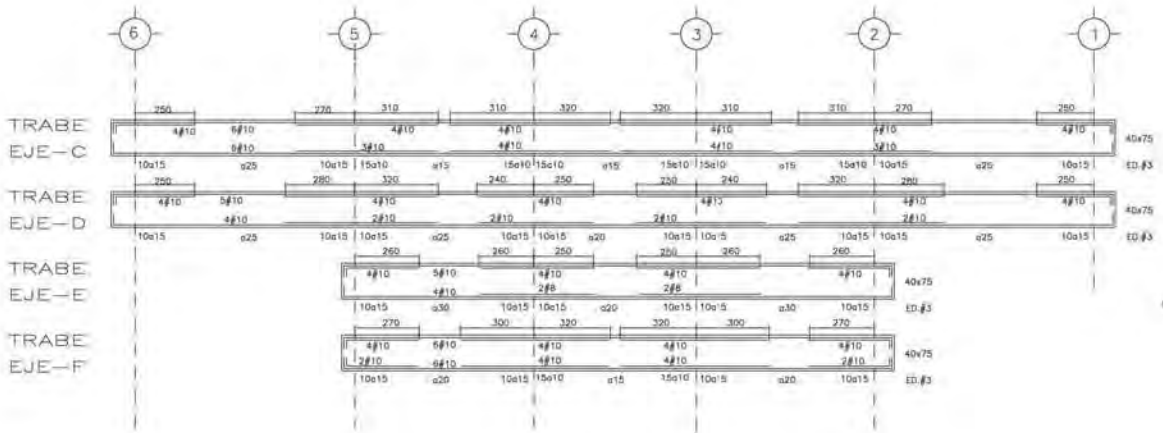 6 5 4 3 2 1
250 270 310 310 320 320 310 310 270 250
TRABE
4#10 6#10 4#10 4#10 4#10 4#10 4#10
EJE-C
6#10 3#10 4#10 4#10 3#10
40x75
10a15 a25 10a15 15a10 a15 15a10 15a10 a15 15a10 15a10 a15 15a10 10a15 a25 10a15 ED.#3
250 280 320 240 250 250 240 320 280 250
TRABE
4#10 5#10 4#10 4#10 4#10 4#10 4#10
EJE-D
4#10 2#10 2#10 2#10 2#10
40x75
10a15 a25 10a15 10a15 a25 10a15 10a15 a20 10a15 10a15 a25 10a15 10a15 a25 10a15 ED.#3
260 260 250 250 260 260
TRABE
4#10 5#10 4#10 4#10 4#10
EJE-E
4#10 2#8 2#8
40x75
10a15 a30 10a15 10a15 a20 10a15 10a15 a30 10a15 ED.#3
270 300 320 320 300 270
TRABE
4#10 6#10 4#10 4#10 4#10
EJE-F
2#10 6#10 4#10 4#10 2#10
40x75
10a15 a20 10a15 15a10 a15 15a10 10a15 a20 10a15 ED.#3